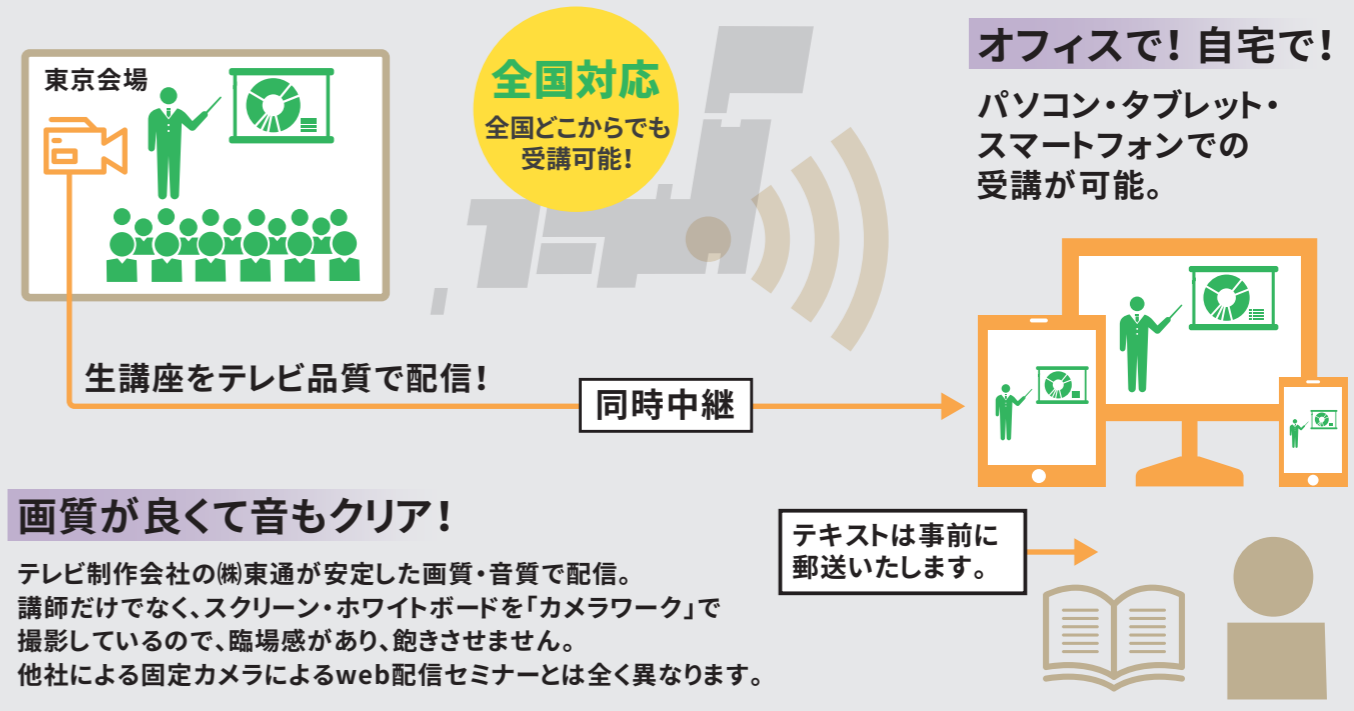 東京会場
全国対応
全国どこからでも
受講可能!
オフィスで! 自宅で!
パソコン・タブレット・
スマートフォンでの
受講が可能。
生講座をテレビ品質で配信!
同時中継
画質が良くて音もクリア!
テレビ制作会社の㈱東通が安定した画質・音質で配信。
講師だけでなく、スクリーン・ホワイトボードを「カメラワーク」で
撮影しているので、臨場感があり、飽きさせません。
他社による固定カメラによるweb配信セミナーとは全く異なります。
テキストは事前に
郵送いたします。